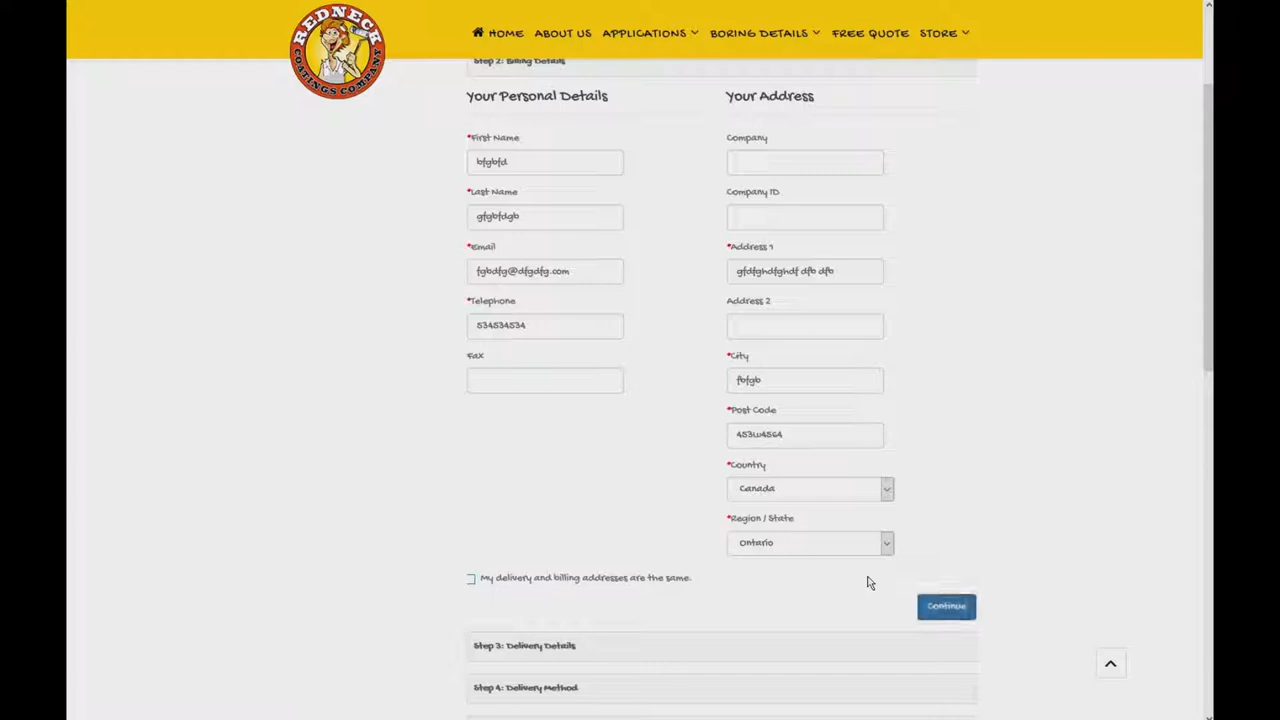 REDNECK
COATINGS COMPANY
HOME ABOUT US APPLICATIONS BORING DETAILS FREE QUOTE STORE
Step 2: Billing Details
Your Personal Details
Your Address
*First Name
bfgbfd
*Last Name
gfgbfdgb
*Email
fgbdfg@dfgdfg.com
*Telephone
534534534
Fax
Company
Company ID
*Address 1
gfdfghdfghdf dfb dfb
Address 2
*City
fbfgb
*Post Code
453w4564
*Country
Canada
*Region / State
Ontario
My delivery and billing addresses are the same.
Continue
Step 3: Delivery Details
Step 4: Delivery Method